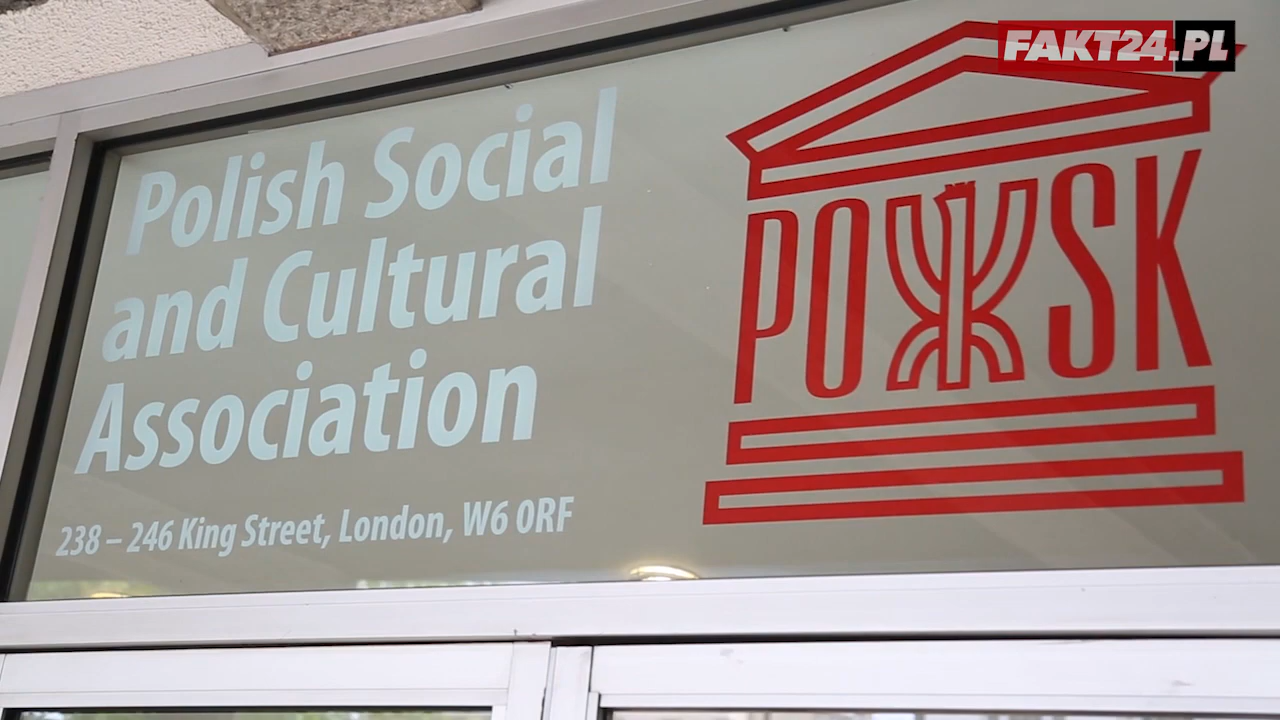 FAKT24.PL
Polish Social
and Cultural
Association
238 – 246 King Street, London, W6 0RF
POSK